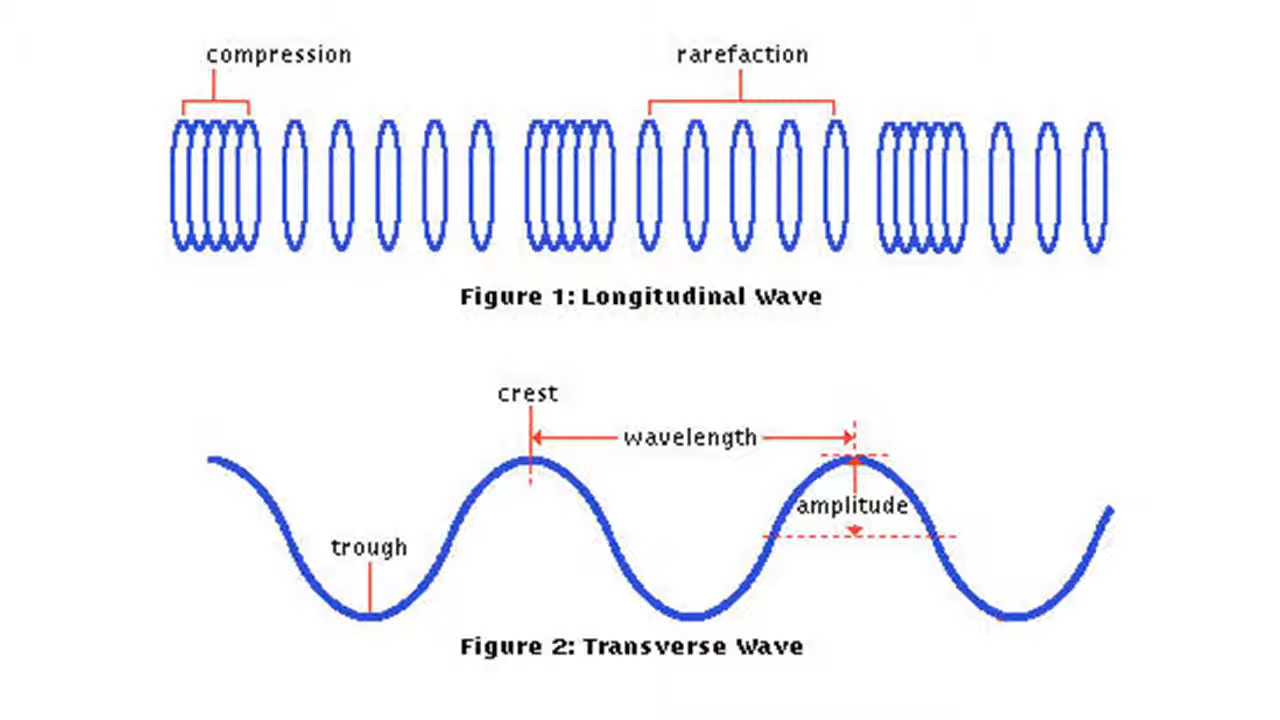 compression
rarefaction
Figure 1: Longitudinal Wave
crest
wavelength
amplitude
trough
Figure 2: Transverse Wave